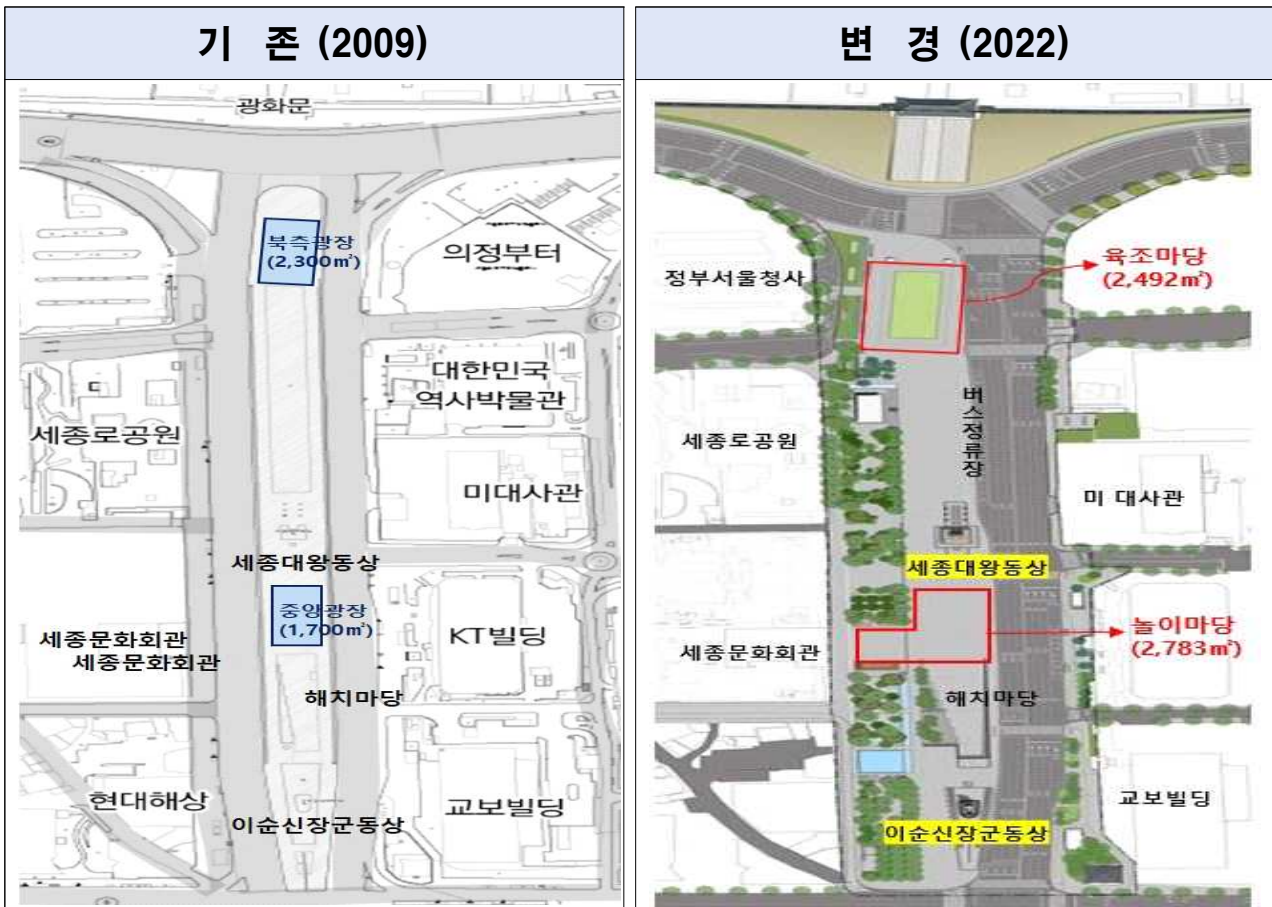 기 존 (2009)
광화문
북측광장
(2,300㎡)
의정부터
대한민국
역사박물관
세종로공원
미대사관
세종대왕동상
중앙광장
(1,700㎡)
KT빌딩
세종문화회관
세종문화회관
해치마당
현대해상
교보빌딩
이순신장군동상
변 경 (2022)
정부서울청사
육조마당
(2,492㎡)
버스정류장
세종로공원
미 대사관
세종대왕동상
놀이마당
(2,783㎡)
세종문화회관
해치마당
교보빌딩
이순신장군동상